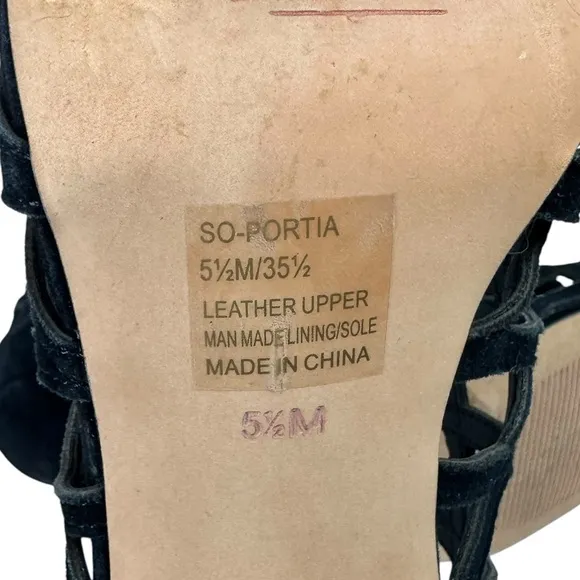 SO-PORTIA
5½M/35½
LEATHER UPPER
MAN MADE LINING/SOLE
MADE IN CHINA
5½M